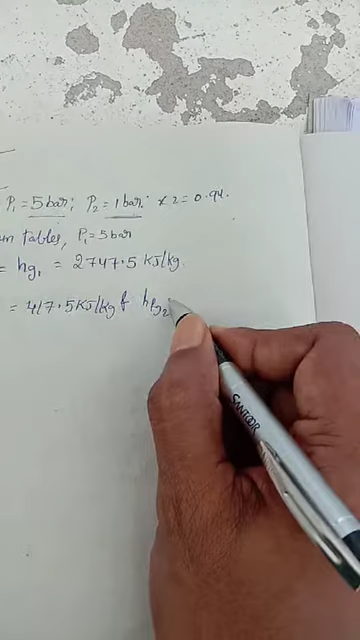 P₁ = 5 bar; P₂ = 1 bar; x2 = 0.94.
tables, P₁ = 5 bar
= hg₁ = 2747.5 KJ/kg.
= 417.5 KJ/kg & hfg₂
SANTOOR